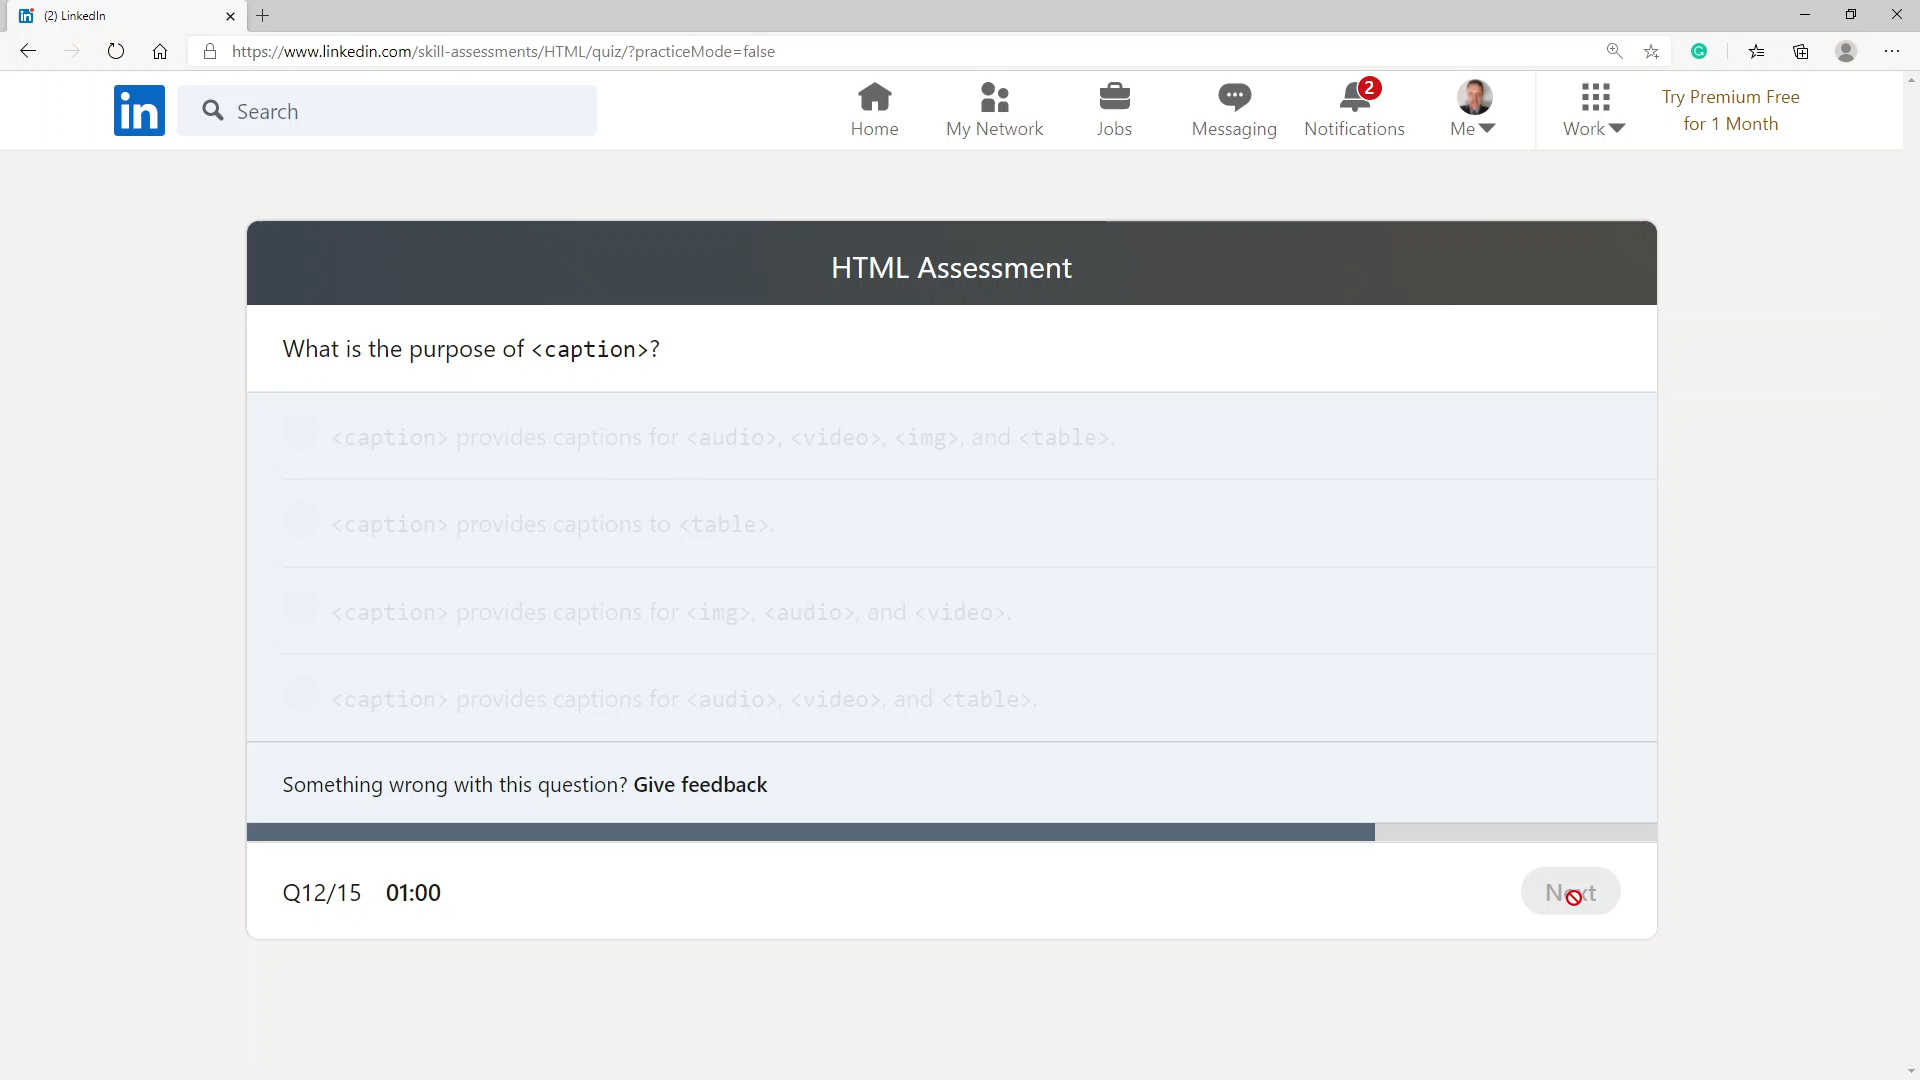 (2) LinkedIn
https://www.linkedin.com/skill-assessments/HTML/quiz/?practiceMode=false
in
Search
Home
My Network
Jobs
Messaging
2
Notifications
Me
Work
Try Premium Free
for 1 Month
HTML Assessment
What is the purpose of <caption>?
<caption> provides captions for <audio>, <video>, <img>, and <table>.
<caption> provides captions to <table>.
<caption> provides captions for <img>, <audio>, and <video>.
<caption> provides captions for <audio>, <video>, and <table>.
Something wrong with this question? Give feedback
Q12/15 01:00
Next